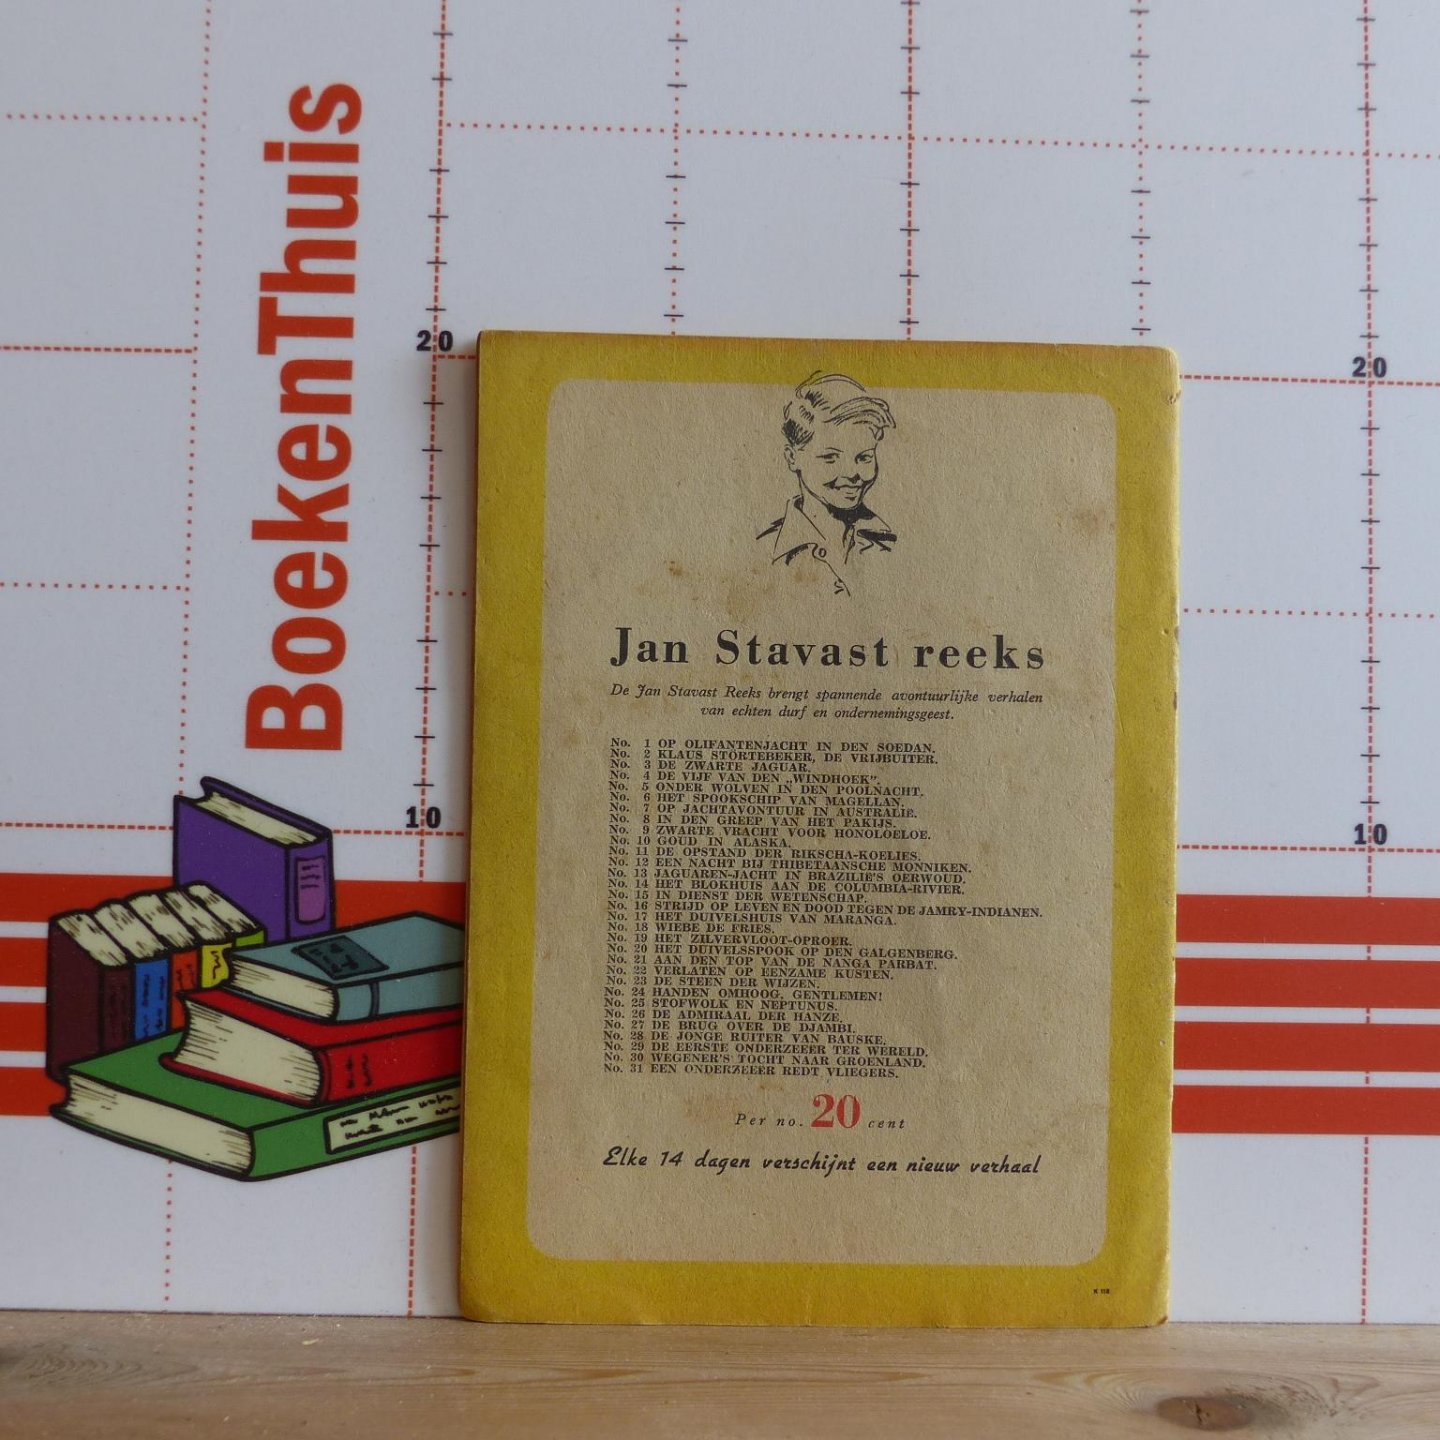 BoekenThuis
20
20
10
10
Jan Stavast reeks
De Jan Stavast Reeks brengt spannende avontuurlijke verhalen
van echten durf en ondernemingsgeest.
No. 1 OP OLIFANTENJACHT IN DEN SOEDAN.
No. 2 KLAUS STÖRTEBEKER, DE VRIJBUITER.
No. 3 DE ZWARTE JAGUAR.
No. 4 DE VIJF VAN DEN „WINDHOEK”.
No. 5 ONDER WOLVEN IN DEN POOLNACHT.
No. 6 HET SPOOKSCHIP VAN MAGELLAN.
No. 7 OP JACHTAVONTUUR IN AUSTRALIE.
No. 8 IN DEN GREEP VAN HET PAKIJS.
No. 9 ZWARTE VRACHT VOOR HONOLOELOE.
No. 10 GOUD IN ALASKA.
No. 11 DE OPSTAND DER RIKSCHA-KOELIES.
No. 12 EEN NACHT BIJ THIBETAANSCHE MONNIKEN.
No. 13 JAGUAREN-JACHT IN BRAZILIE'S OERWOUD.
No. 14 HET BLOKHUIS AAN DE COLUMBIA-RIVIER.
No. 15 IN DIENST DER WETENSCHAP.
No. 16 STRIJD OP LEVEN EN DOOD TEGEN DE JAMRY-INDIANEN.
No. 17 HET DUIVELSHUIS VAN MARANGA.
No. 18 WIEBE DE FRIES.
No. 19 HET ZILVERVLOOT-OPROER.
No. 20 HET DUIVELSSPOOK OP DEN GALGENBERG.
No. 21 AAN DEN TOP VAN DE NANGA PARBAT.
No. 22 VERLATEN OP EENZAME KUSTEN.
No. 23 DE STEEN DER WIJZEN.
No. 24 HANDEN OMHOOG, GENTLEMEN!
No. 25 STOFWOLK EN NEPTUNUS.
No. 26 DE ADMIRAAL DER HANZE.
No. 27 DE BRUG OVER DE DJAMBI.
No. 28 DE JONGE RUITER VAN BAUSKE.
No. 29 DE EERSTE ONDERZEEER TER WERELD.
No. 30 WEGENER'S TOCHT NAAR GROENLAND.
No. 31 EEN ONDERZEEER REDT VLIEGERS.
Per no. 20 cent
Elke 14 dagen verschijnt een nieuw verhaal
K 118